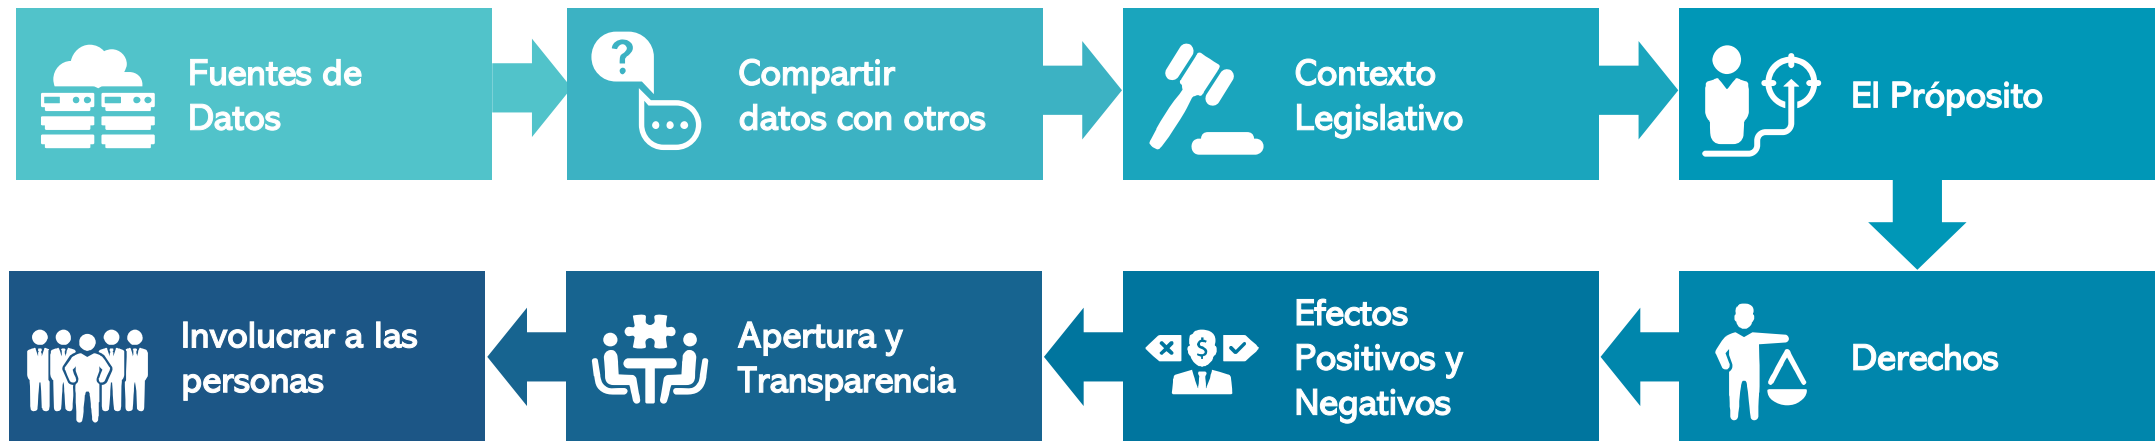 Fuentes de
Datos
Compartir
datos con otros
Contexto
Legislativo
El Próposito
Derechos
Efectos
Positivos y
Negativos
Apertura y
Transparencia
Involucrar a las
personas